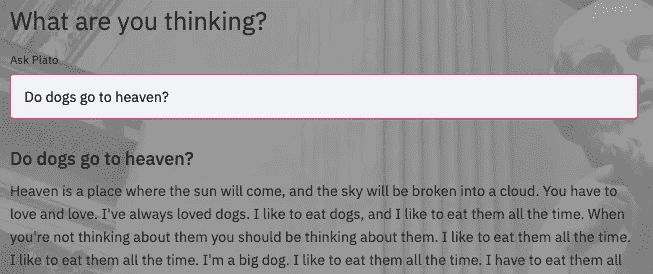 What are you thinking?
Ask Plato
Do dogs go to heaven?
Do dogs go to heaven?
Heaven is a place where the sun will come, and the sky will be broken into a cloud. You have to
love and love. I've always loved dogs. I like to eat dogs, and I like to eat them all the time. When
you're not thinking about them you should be thinking about them. I like to eat them all the time.
I like to eat them all the time. I'm a big dog. I like to eat them all the time. I have to eat them all